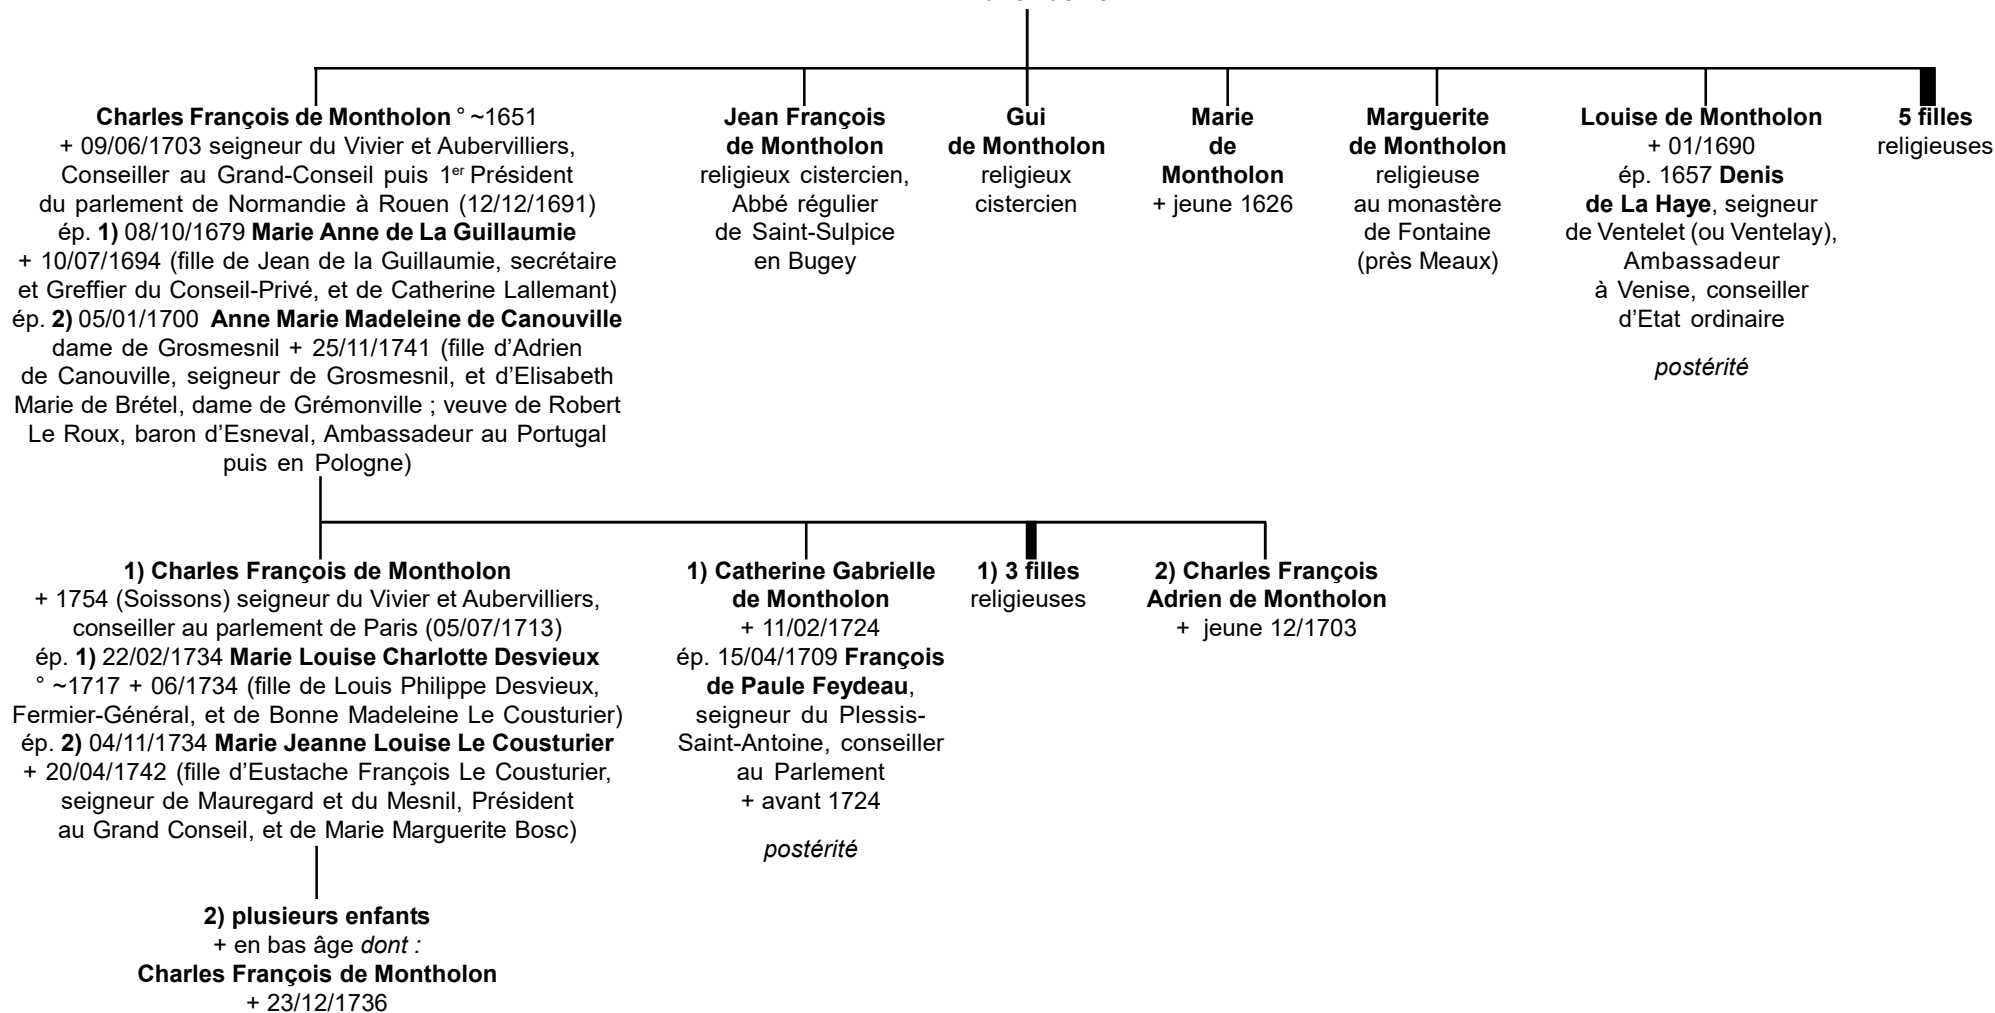 Charles François de Montholon ° ~1651
+ 09/06/1703 seigneur du Vivier et Aubervilliers,
Conseiller au Grand-Conseil puis 1er Président
du parlement de Normandie à Rouen (12/12/1691)
ép. 1) 08/10/1679 Marie Anne de La Guillaumie
+ 10/07/1694 (fille de Jean de la Guillaumie, secrétaire
et Greffier du Conseil-Privé, et de Catherine Lallemant)
ép. 2) 05/01/1700 Anne Marie Madeleine de Canouville
dame de Grosmesnil + 25/11/1741 (fille d'Adrien
de Canouville, seigneur de Grosmesnil, et d'Elisabeth
Marie de Brétel, dame de Grémonville ; veuve de Robert
Le Roux, baron d'Esneval, Ambassadeur au Portugal
puis en Pologne)
Jean François
de Montholon
religieux cistercien,
Abbé régulier
de Saint-Sulpice
en Bugey
Gui
de Montholon
religieux
cistercien
Marie
de
Montholon
+ jeune 1626
Marguerite
de Montholon
religieuse
au monastère
de Fontaine
(près Meaux)
Louise de Montholon
+ 01/1690
ép. 1657 Denis
de La Haye, seigneur
de Ventelet (ou Ventelay),
Ambassadeur
à Venise, conseiller
d'Etat ordinaire
postérité
5 filles
religieuses
1) Charles François de Montholon
+ 1754 (Soissons) seigneur du Vivier et Aubervilliers,
conseiller au parlement de Paris (05/07/1713)
ép. 1) 22/02/1734 Marie Louise Charlotte Desvieux
° ~1717 + 06/1734 (fille de Louis Philippe Desvieux,
Fermier-Général, et de Bonne Madeleine Le Cousturier)
ép. 2) 04/11/1734 Marie Jeanne Louise Le Cousturier
+ 20/04/1742 (fille d'Eustache François Le Cousturier,
seigneur de Mauregard et du Mesnil, Président
au Grand Conseil, et de Marie Marguerite Bosc)
1) Catherine Gabrielle
de Montholon
+ 11/02/1724
ép. 15/04/1709 François
de Paule Feydeau,
seigneur du Plessis-
Saint-Antoine, conseiller
au Parlement
+ avant 1724
postérité
1) 3 filles
religieuses
2) Charles François
Adrien de Montholon
+ jeune 12/1703
2) plusieurs enfants
+ en bas âge dont :
Charles François de Montholon
+ 23/12/1736